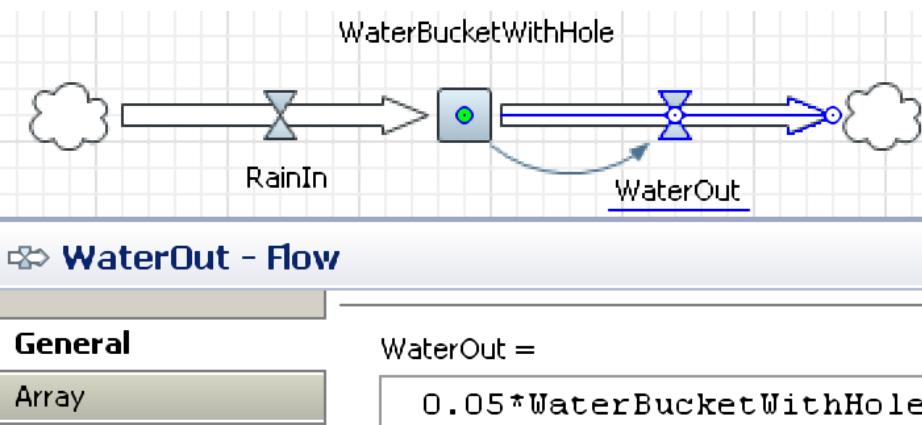 WaterBucketWithHole
RainIn
WaterOut
WaterOut - Flow
General
WaterOut =
Array
0.05*WaterBucketWithHole